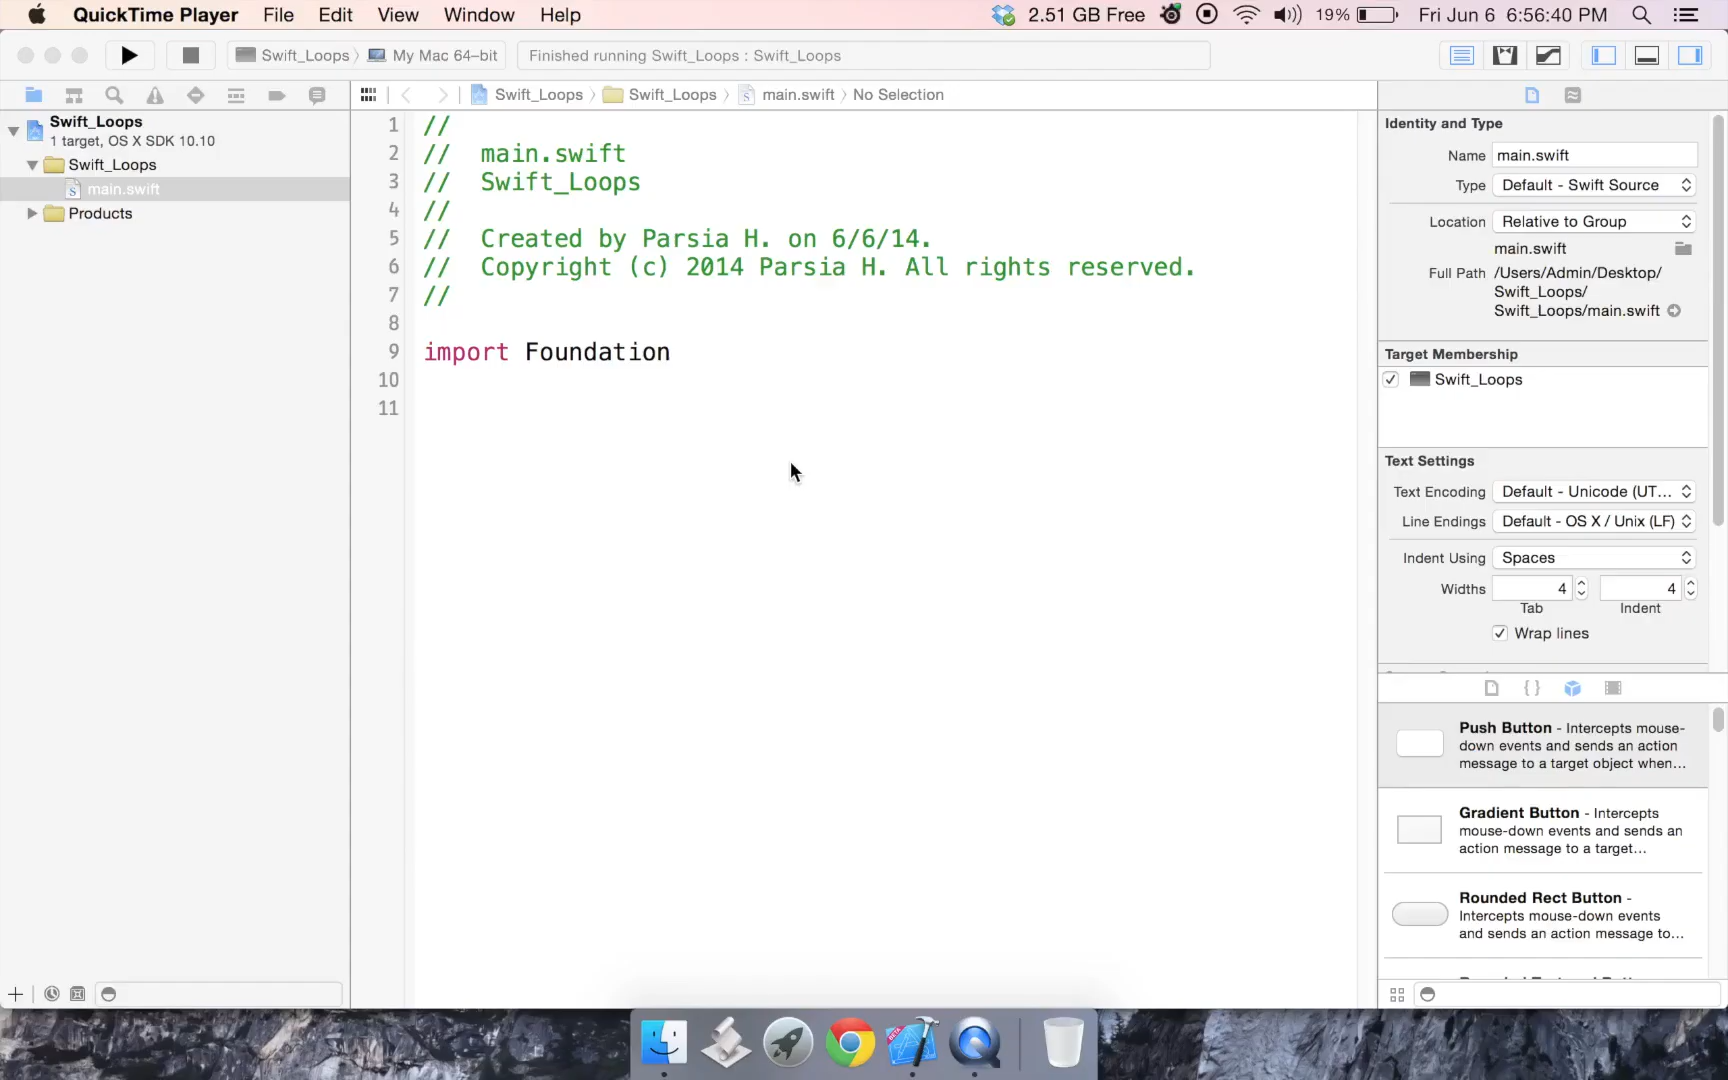 QuickTime Player File Edit View Window Help 2.51 GB Free 19% Fri Jun 6 6:56:40 PM
Swift_Loops My Mac 64-bit Finished running Swift_Loops : Swift_Loops
Swift_Loops Swift_Loops main.swift No Selection
Swift_Loops
1 target, OS X SDK 10.10
Swift_Loops
main.swift
Products
1 //
2 // main.swift
3 // Swift_Loops
4 //
5 // Created by Parsia H. on 6/6/14.
6 // Copyright (c) 2014 Parsia H. All rights reserved.
7 //
8
9 import Foundation
10
11
Identity and Type
Name main.swift
Type Default - Swift Source
Location Relative to Group
main.swift
Full Path /Users/Admin/Desktop/
Swift_Loops/
Swift_Loops/main.swift
Target Membership
Swift_Loops
Text Settings
Text Encoding Default - Unicode (UT...
Line Endings Default - OS X / Unix (LF)
Indent Using Spaces
Widths 4 4
Tab Indent
Wrap lines
Push Button - Intercepts mouse-
down events and sends an action
message to a target object when...
Gradient Button - Intercepts
mouse-down events and sends an
action message to a target...
Rounded Rect Button -
Intercepts mouse-down events
and sends an action message to...
BETA